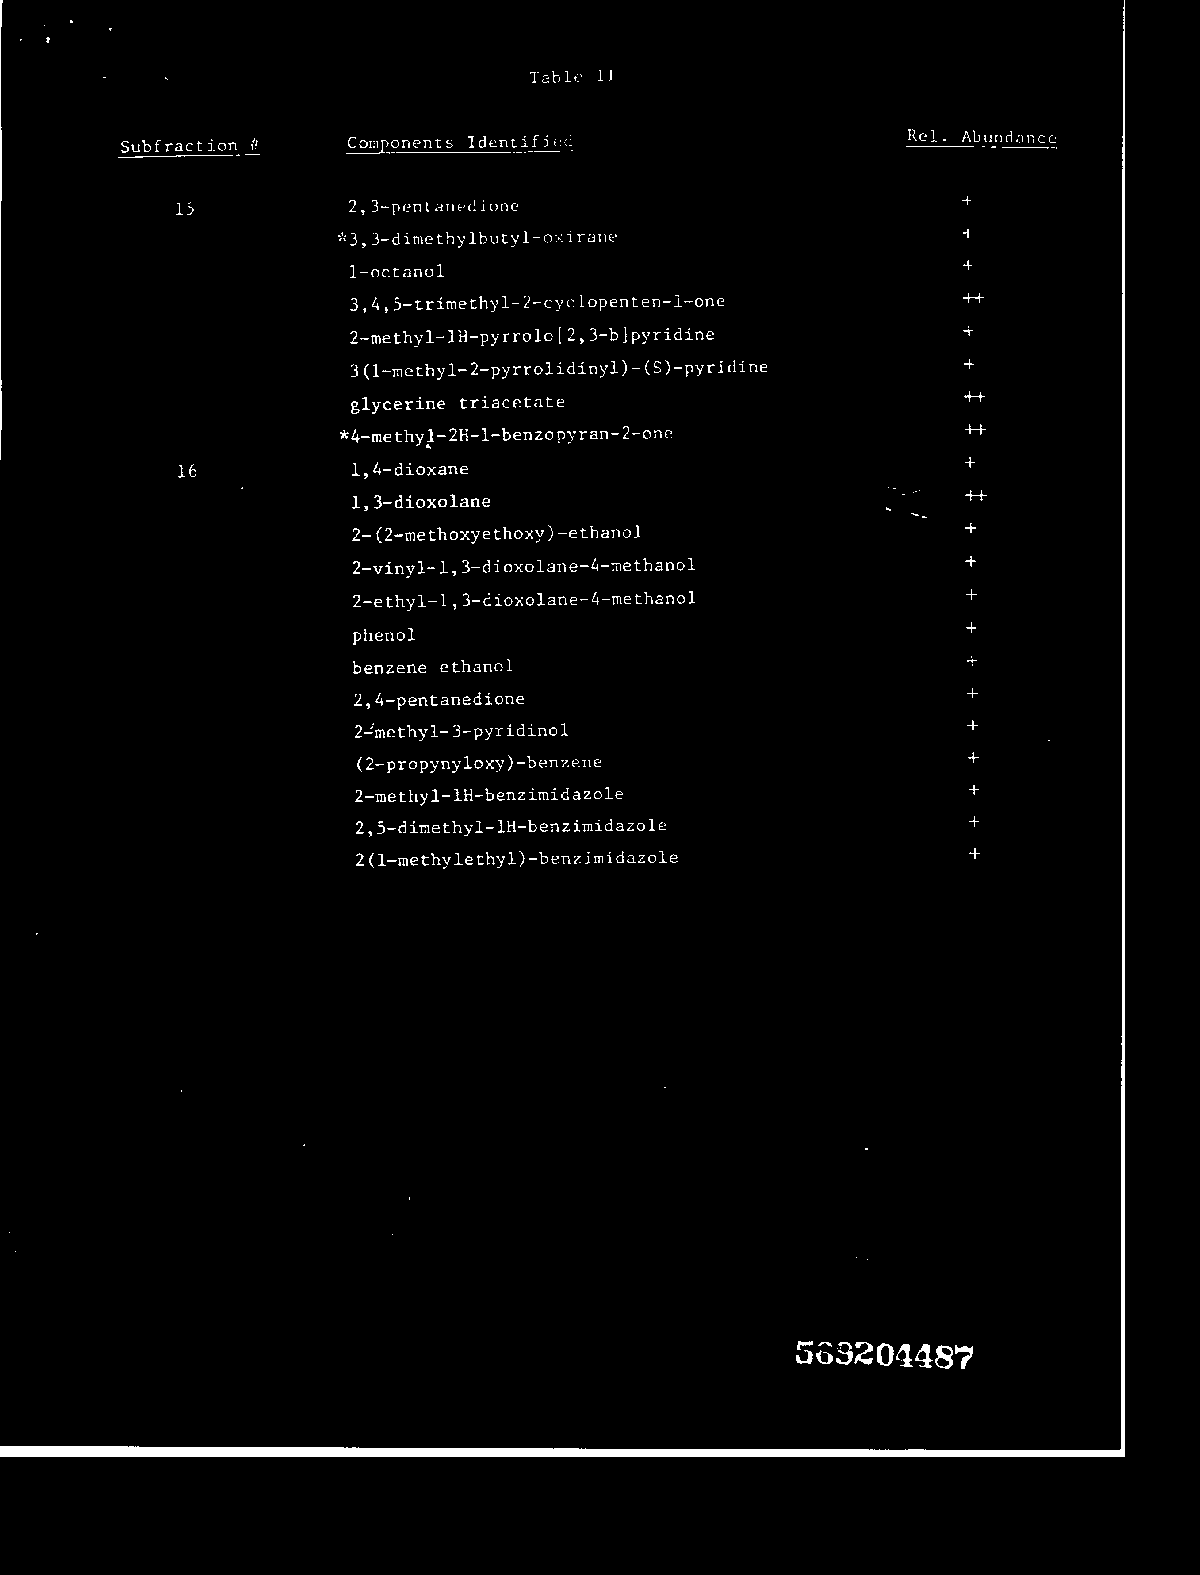 Table II
Subfraction # Components Identified Rel. Abundance
15 2,3-pentanedione +
*3,3-dimethylbutyl-oxirane +
1-octanol +
3,4,5-trimethyl-2-cyclopenten-1-one ++
2-methyl-1H-pyrrolo[2,3-b]pyridine +
3(1-methyl-2-pyrrolidinyl)-(S)-pyridine +
glycerine triacetate ++
*4-methyl-2H-1-benzopyran-2-one ++
16 1,4-dioxane +
1,3-dioxolane ++
2-(2-methoxyethoxy)-ethanol +
2-vinyl-1,3-dioxolane-4-methanol +
2-ethyl-1,3-dioxolane-4-methanol +
phenol +
benzene ethanol +
2,4-pentanedione +
2-methyl-3-pyridinol +
(2-propynyloxy)-benzene +
2-methyl-1H-benzimidazole +
2,5-dimethyl-1H-benzimidazole +
2(1-methylethyl)-benzimidazole +
563204487